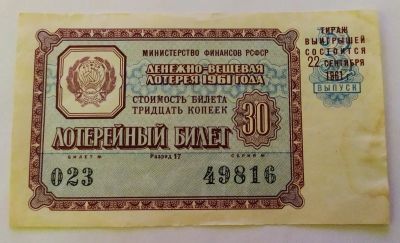 МИНИСТЕРСТВО ФИНАНСОВ РСФСР
ДЕНЕЖНО-ВЕЩЕВАЯ
ЛОТЕРЕЯ 1961 ГОДА
СТОИМОСТЬ БИЛЕТА
ТРИДЦАТЬ КОПЕЕК
30
ТИРАЖ
ВЫИГРЫШЕЙ
СОСТОИТСЯ
22 СЕНТЯБРЯ
1961 г.
ВЫПУСК
ЛОТЕРЕЙНЫЙ БИЛЕТ
БИЛЕТ № Разряд 17 СЕРИЯ №
023 49816